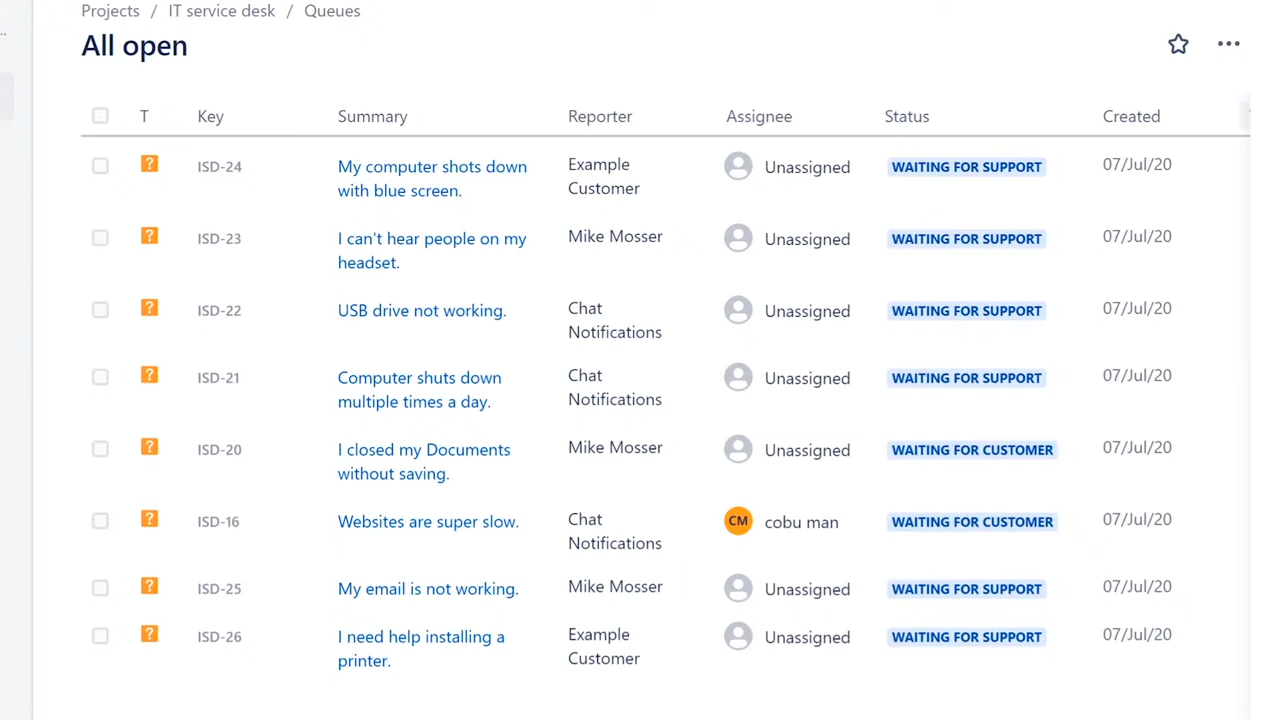 Projects / IT service desk / Queues
All open
T Key Summary Reporter Assignee Status Created
? ISD-24 My computer shots down with blue screen. Example Customer Unassigned WAITING FOR SUPPORT 07/Jul/20
? ISD-23 I can't hear people on my headset. Mike Mosser Unassigned WAITING FOR SUPPORT 07/Jul/20
? ISD-22 USB drive not working. Chat Notifications Unassigned WAITING FOR SUPPORT 07/Jul/20
? ISD-21 Computer shuts down multiple times a day. Chat Notifications Unassigned WAITING FOR SUPPORT 07/Jul/20
? ISD-20 I closed my Documents without saving. Mike Mosser Unassigned WAITING FOR CUSTOMER 07/Jul/20
? ISD-16 Websites are super slow. Chat Notifications CM cobu man WAITING FOR CUSTOMER 07/Jul/20
? ISD-25 My email is not working. Mike Mosser Unassigned WAITING FOR SUPPORT 07/Jul/20
? ISD-26 I need help installing a printer. Example Customer Unassigned WAITING FOR SUPPORT 07/Jul/20